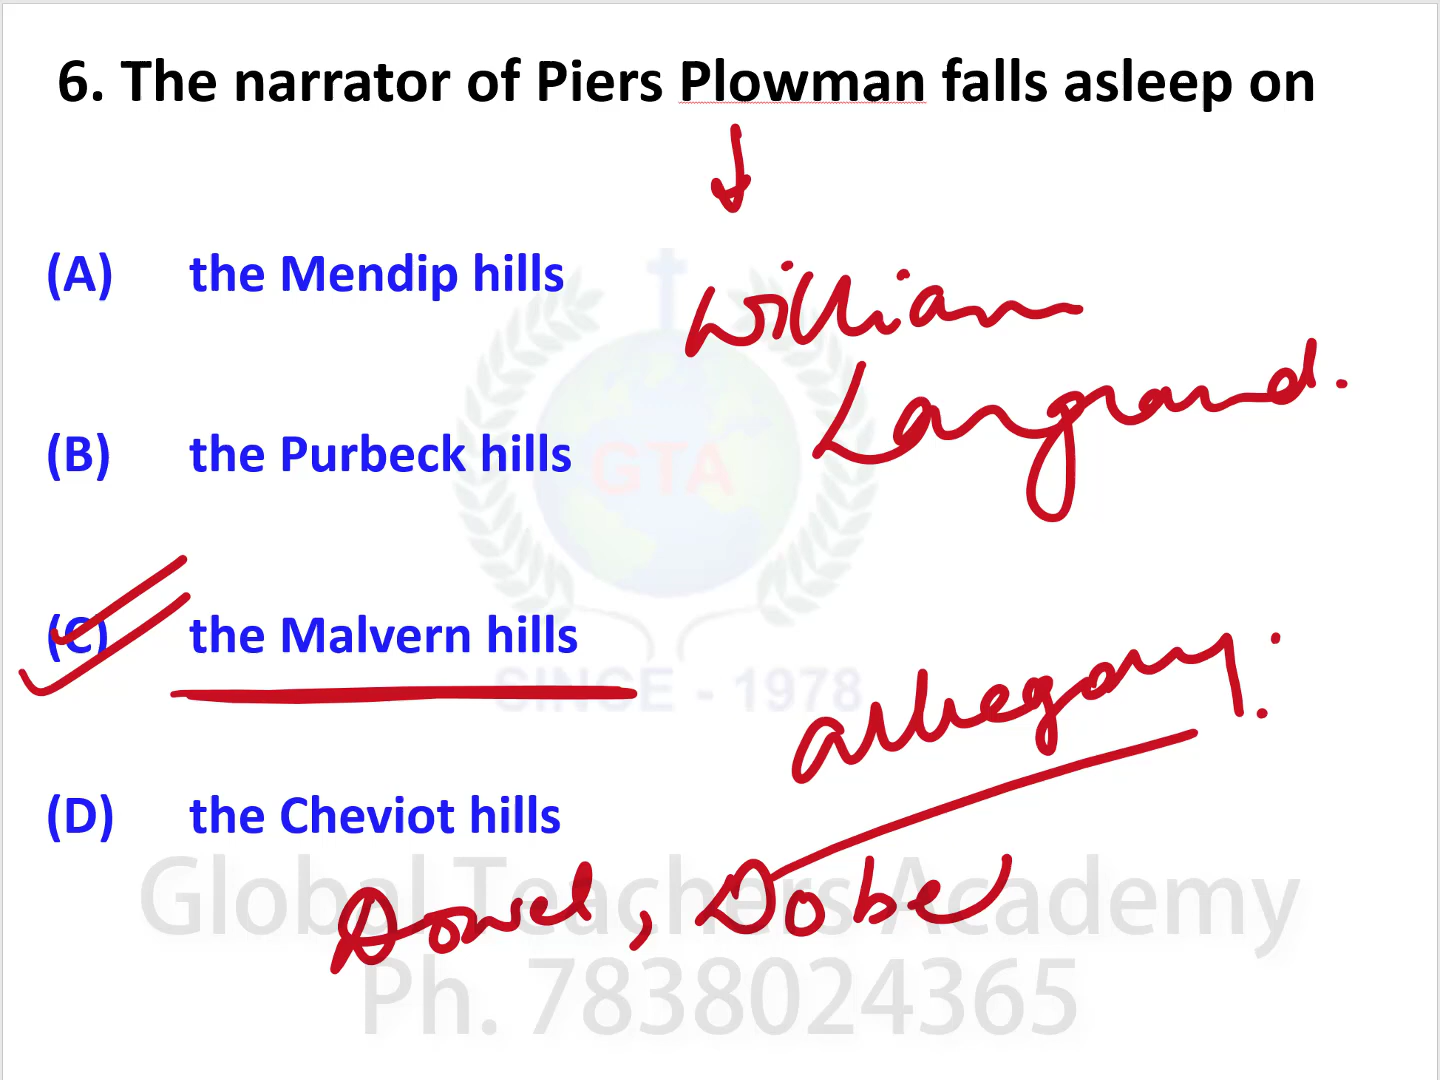 6. The narrator of Piers Plowman falls asleep on
(A) the Mendip hills
William
Langrand.
(B) the Purbeck hills
GTA
(C) the Malvern hills
SINCE - 1978
allegory.
(D) the Cheviot hills
Global Teachers Academy
Dowel, Dobe
Ph. 7838024365